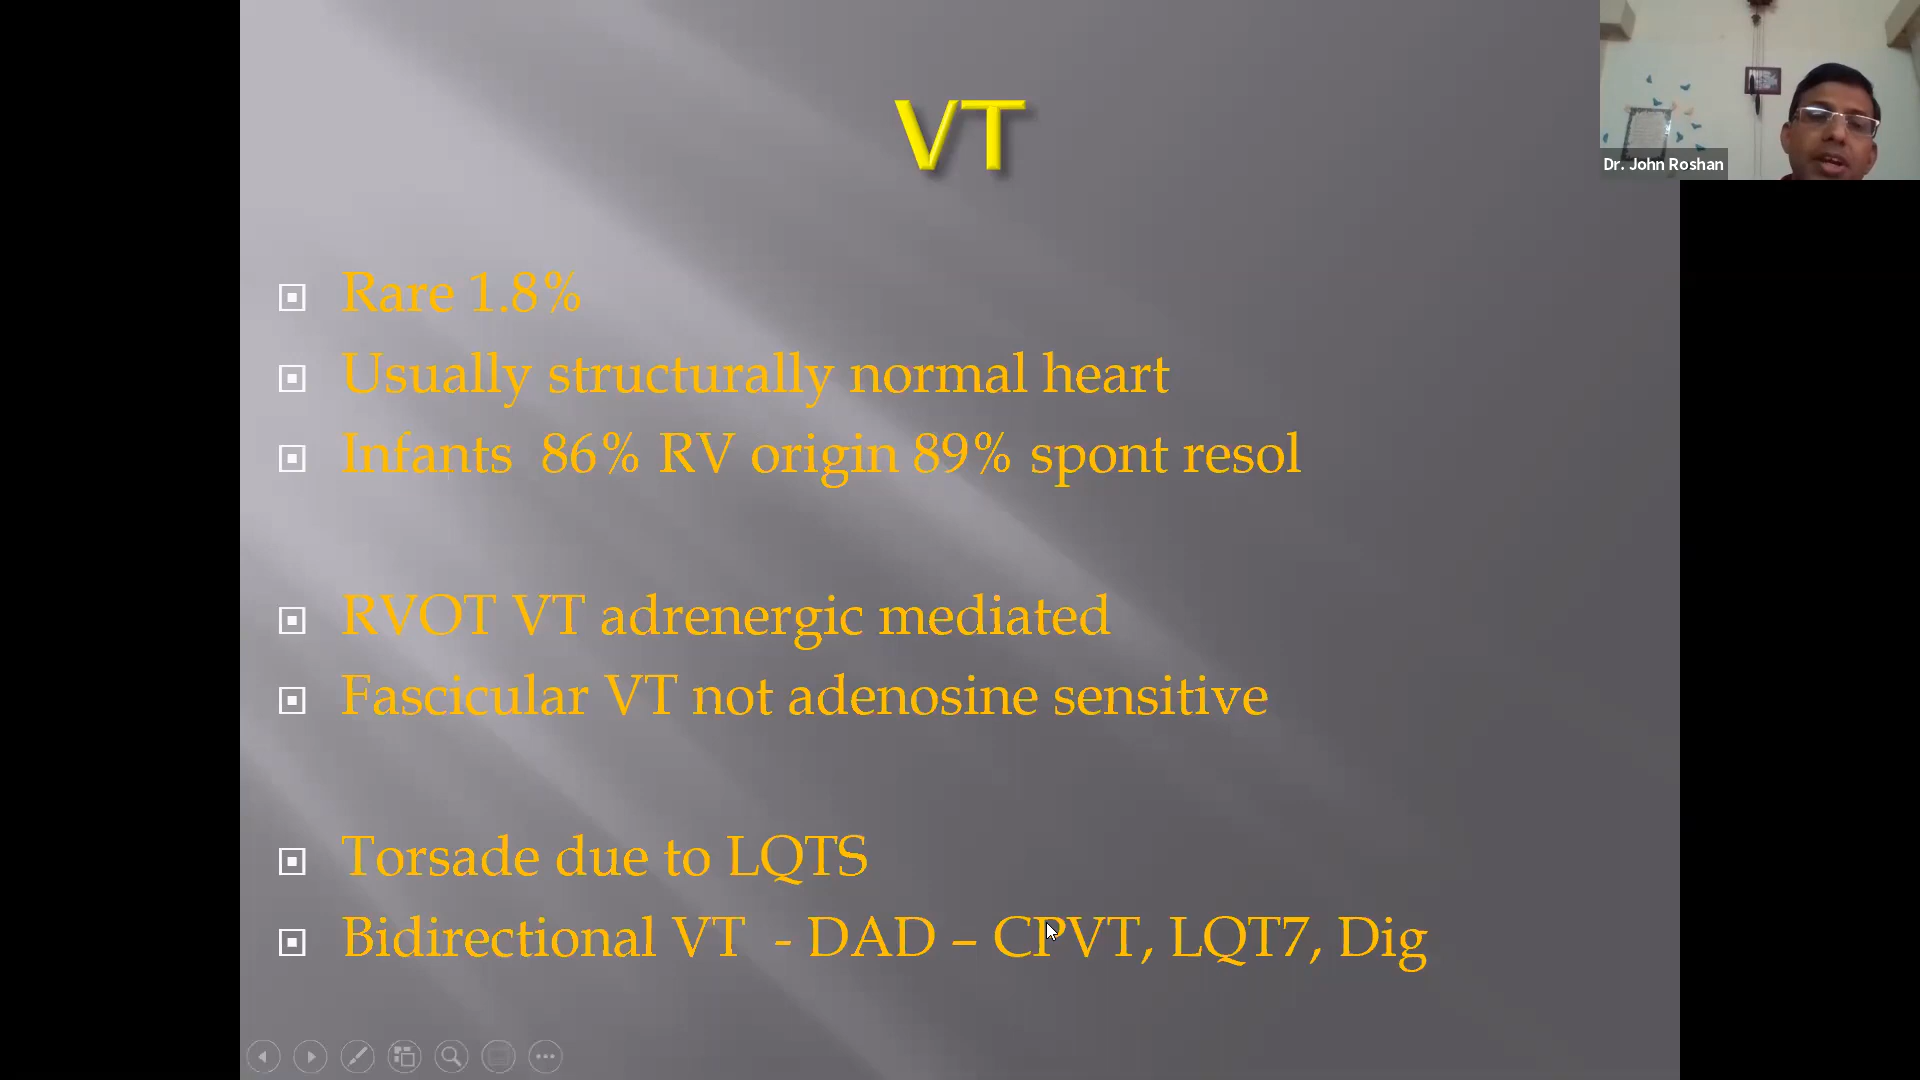 VT
Dr. John Roshan
Rare 1.8%
Usually structurally normal heart
Infants 86% RV origin 89% spont resol
RVOT VT adrenergic mediated
Fascicular VT not adenosine sensitive
Torsade due to LQTS
Bidirectional VT - DAD – CPVT, LQT7, Dig